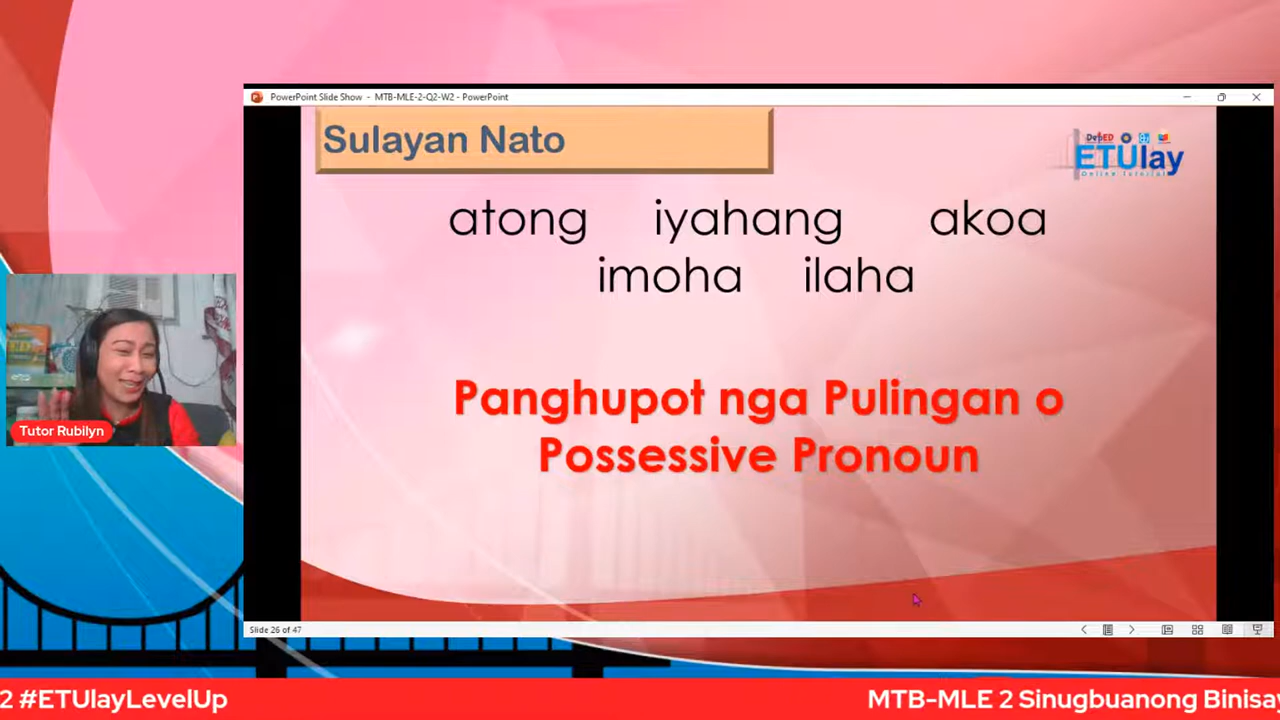 PowerPoint Slide Show - MTB-MLE-2-Q2-W2 - PowerPoint
Sulayan Nato
DepED
ETUlay
Online Tutorial
atong iyahang akoa
imoha ilaha
Panghupot nga Pulingan o
Possessive Pronoun
Tutor Rubilyn
Slide 26 of 47
2 #ETUlayLevelUp
MTB-MLE 2 Sinugbuanong Binisay